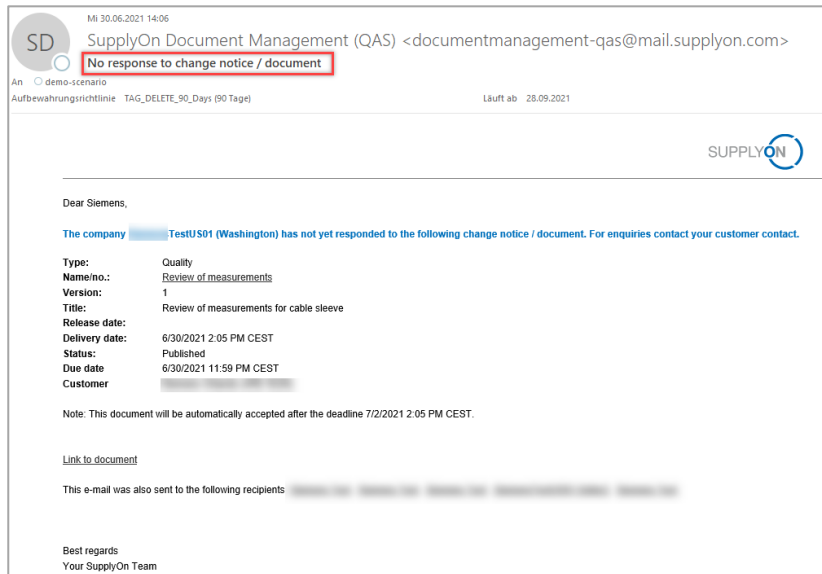 Mi 30.06.2021 14:06
SD
SupplyOn Document Management (QAS) <documentmanagement-qas@mail.supplyon.com>
No response to change notice / document
An demo-scenario
Aufbewahrungsrichtlinie TAG_DELETE_90_Days (90 Tage) Läuft ab 28.09.2021
SUPPLYON
Dear Siemens,
The company TestUS01 (Washington) has not yet responded to the following change notice / document. For enquiries contact your customer contact.
Type: Quality
Name/no.: Review of measurements
Version: 1
Title: Review of measurements for cable sleeve
Release date:
Delivery date: 6/30/2021 2:05 PM CEST
Status: Published
Due date 6/30/2021 11:59 PM CEST
Customer
Note: This document will be automatically accepted after the deadline 7/2/2021 2:05 PM CEST.
Link to document
This e-mail was also sent to the following recipients
Best regards
Your SupplyOn Team